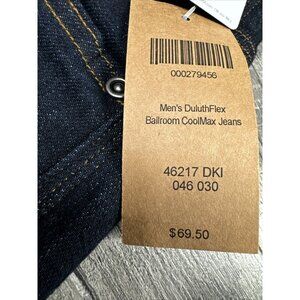 000279456
Men's DuluthFlex
Ballroom CoolMax Jeans
46217 DKI
046 030
$69.50